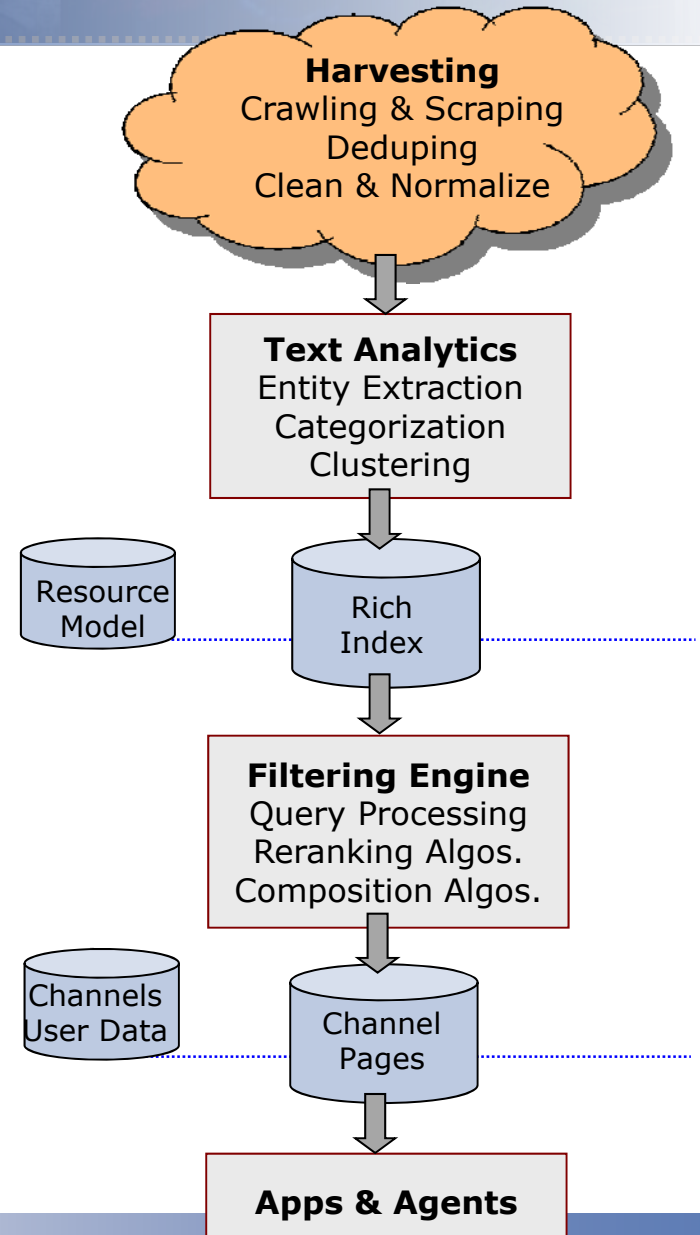 Harvesting
Crawling & Scraping
Deduping
Clean & Normalize
Text Analytics
Entity Extraction
Categorization
Clustering
Resource
Model
Rich
Index
Filtering Engine
Query Processing
Reranking Algos.
Composition Algos.
Channels
User Data
Channel
Pages
Apps & Agents